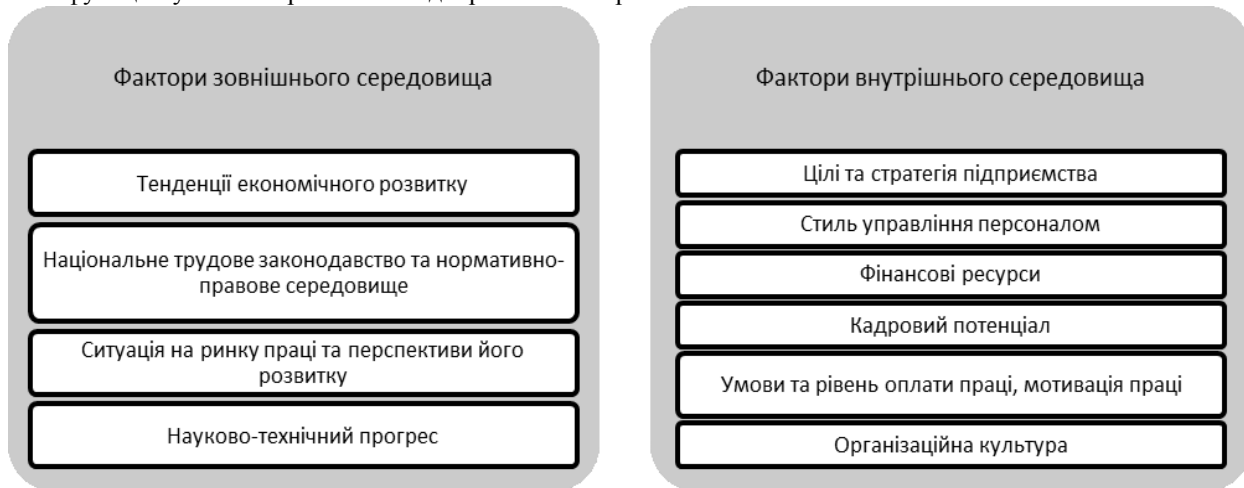 Фактори зовнішнього середовища
Тенденції економічного розвитку
Національне трудове законодавство та нормативно-
правове середовище
Ситуація на ринку праці та перспективи його
розвитку
Науково-технічний прогрес
Фактори внутрішнього середовища
Цілі та стратегія підприємства
Стиль управління персоналом
Фінансові ресурси
Кадровий потенціал
Умови та рівень оплати праці, мотивація праці
Організаційна культура